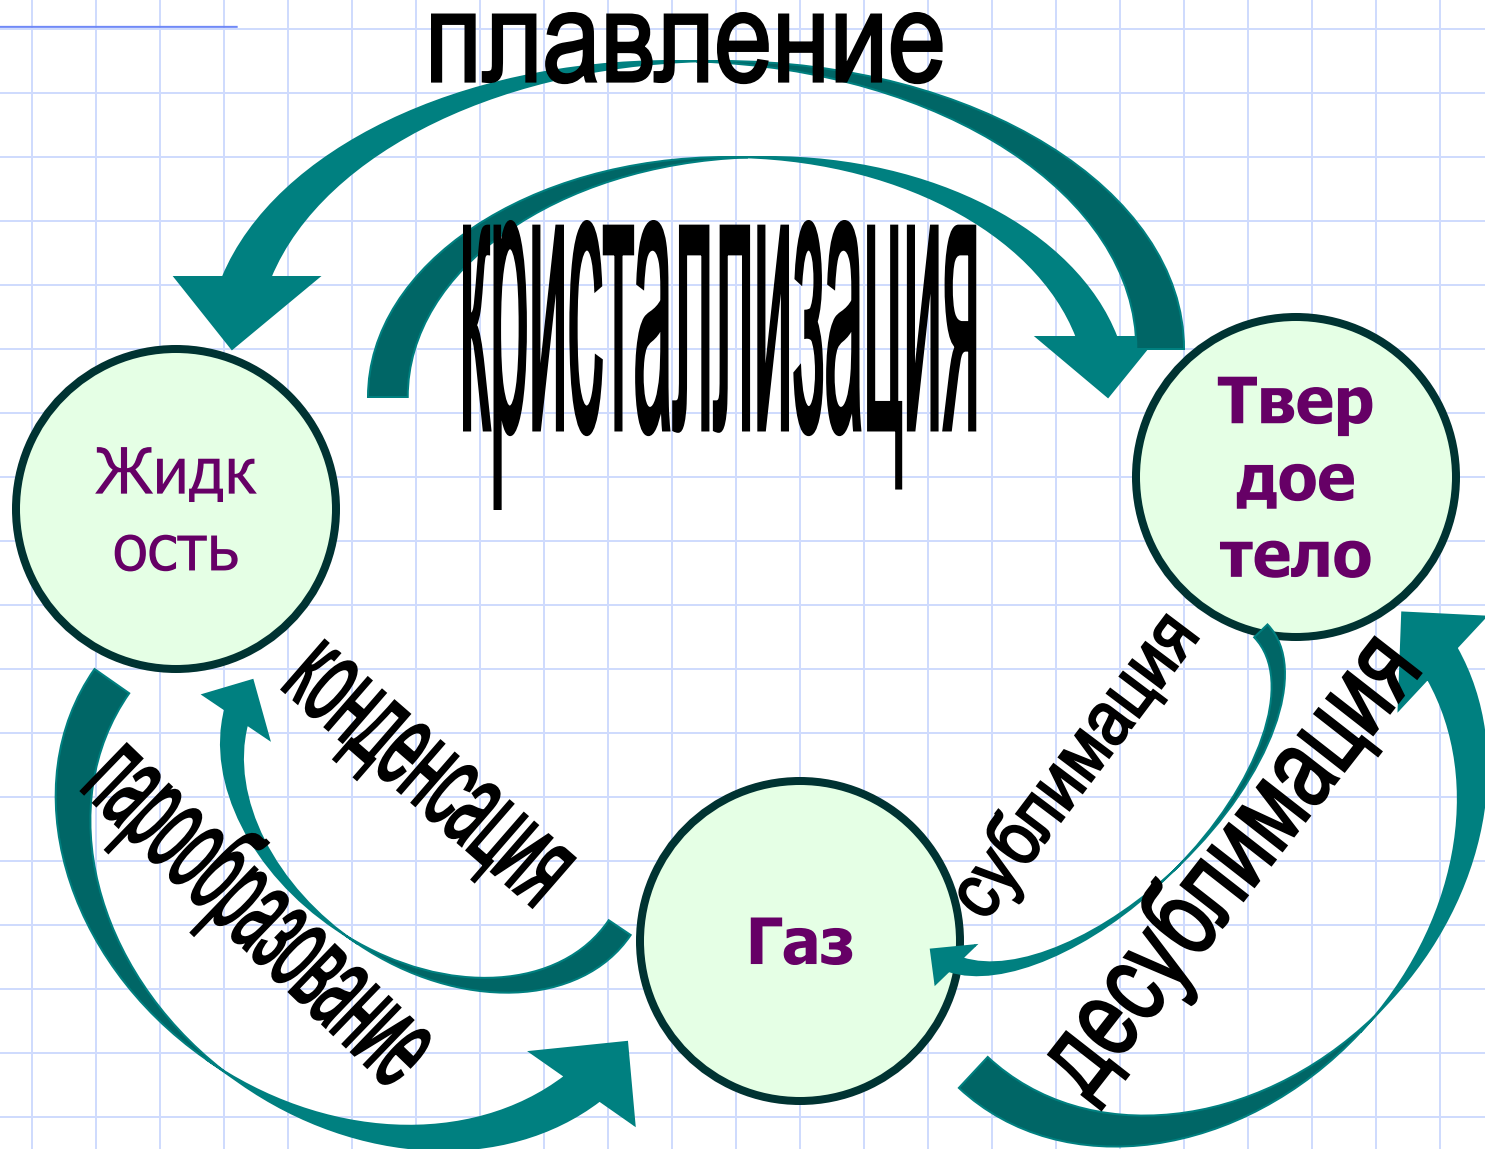 плавление
кристаллизация
Твер
дое
тело
Жидк
ость
конденсация
сублимация
парообразование
десублимация
Газ